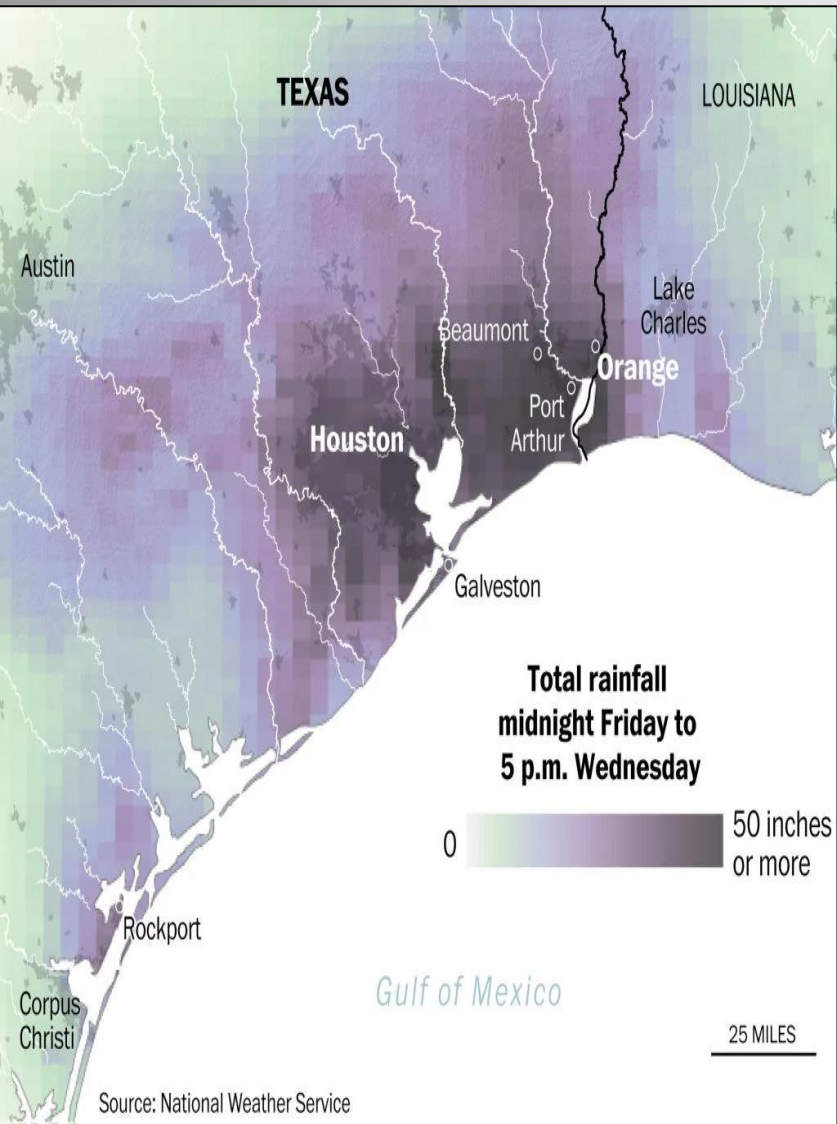 TEXAS
LOUISIANA
Austin
Lake
Charles
Beaumont
Orange
Port
Arthur
Houston
Galveston
Total rainfall
midnight Friday to
5 p.m. Wednesday
0
50 inches
or more
Rockport
Gulf of Mexico
Corpus
Christi
25 MILES
Source: National Weather Service